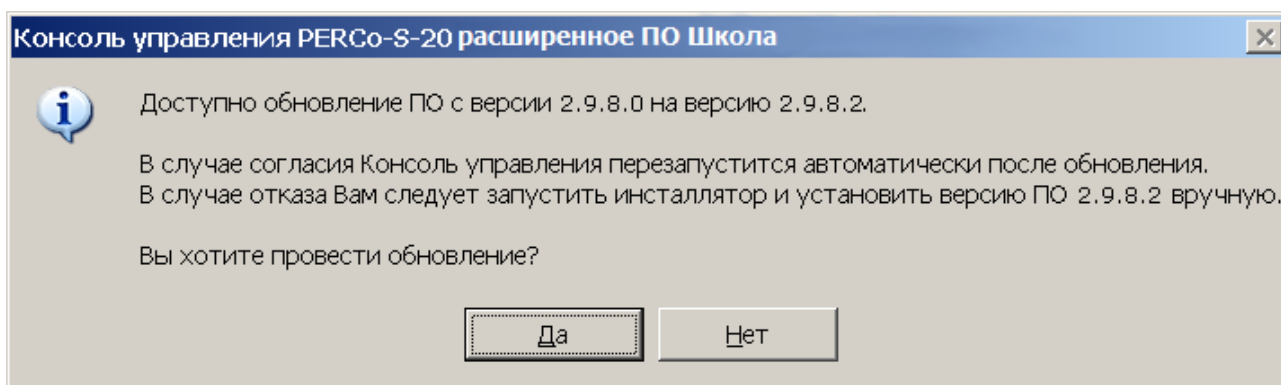 Консоль управления PERCo-S-20 расширенное ПО Школа
Доступно обновление ПО с версии 2.9.8.0 на версию 2.9.8.2.
В случае согласия Консоль управления перезапустится автоматически после обновления.
В случае отказа Вам следует запустить инсталлятор и установить версию ПО 2.9.8.2 вручную.
Вы хотите провести обновление?
Да
Нет